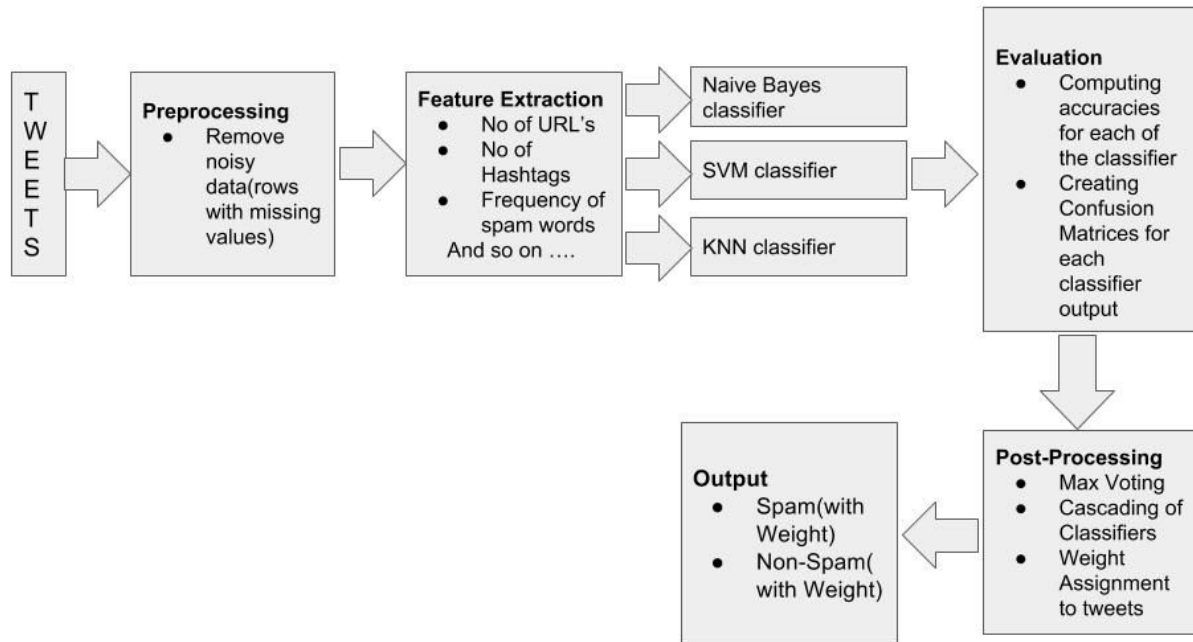 T
W
E
E
T
S
Preprocessing
● Remove
noisy
data(rows
with missing
values)
Feature Extraction
● No of URL's
● No of
Hashtags
● Frequency of
spam words
And so on ....
Naive Bayes
classifier
SVM classifier
KNN classifier
Evaluation
● Computing
accuracies
for each of
the classifier
● Creating
Confusion
Matrices for
each
classifier
output
Post-Processing
● Max Voting
● Cascading of
Classifiers
● Weight
Assignment
to tweets
Output
● Spam(with
Weight)
● Non-Spam(
with Weight)